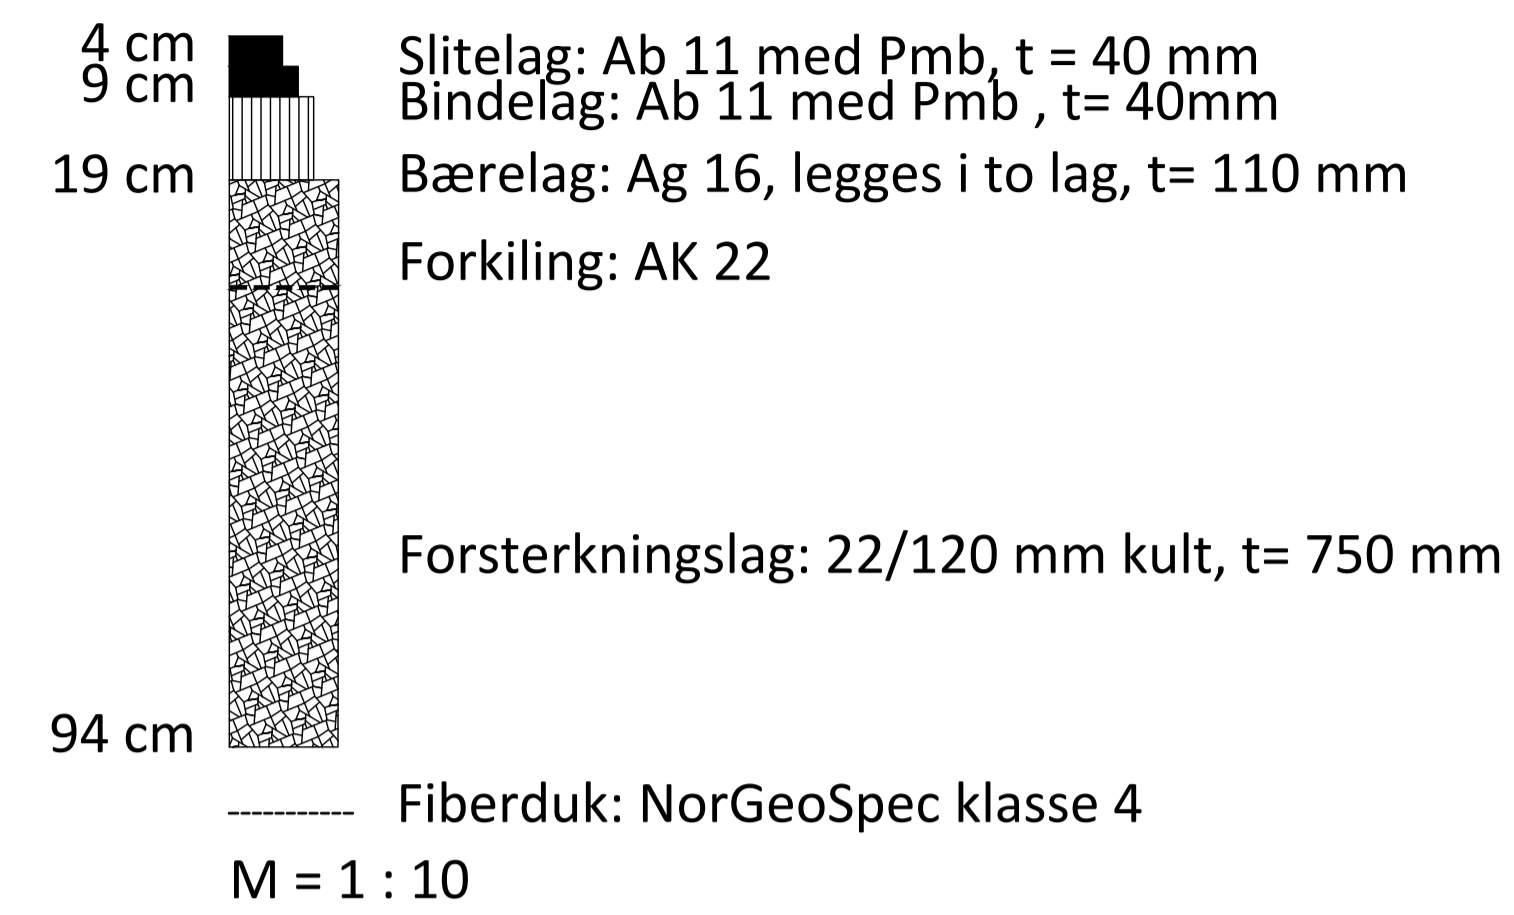 4 cm
Slitelag: Ab 11 med Pmb, t = 40 mm
9 cm
Bindelag: Ab 11 med Pmb , t= 40mm
19 cm
Bærelag: Ag 16, legges i to lag, t= 110 mm
Forkiling: AK 22
Forsterkningslag: 22/120 mm kult, t= 750 mm
94 cm
Fiberduk: NorGeoSpec klasse 4
M = 1 : 10